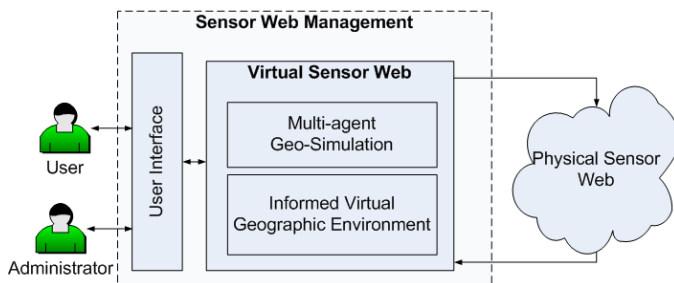 Sensor Web Management
Virtual Sensor Web
User Interface
Multi-agent
Geo-Simulation
Informed Virtual
Geographic Environment
User
Administrator
Physical Sensor
Web